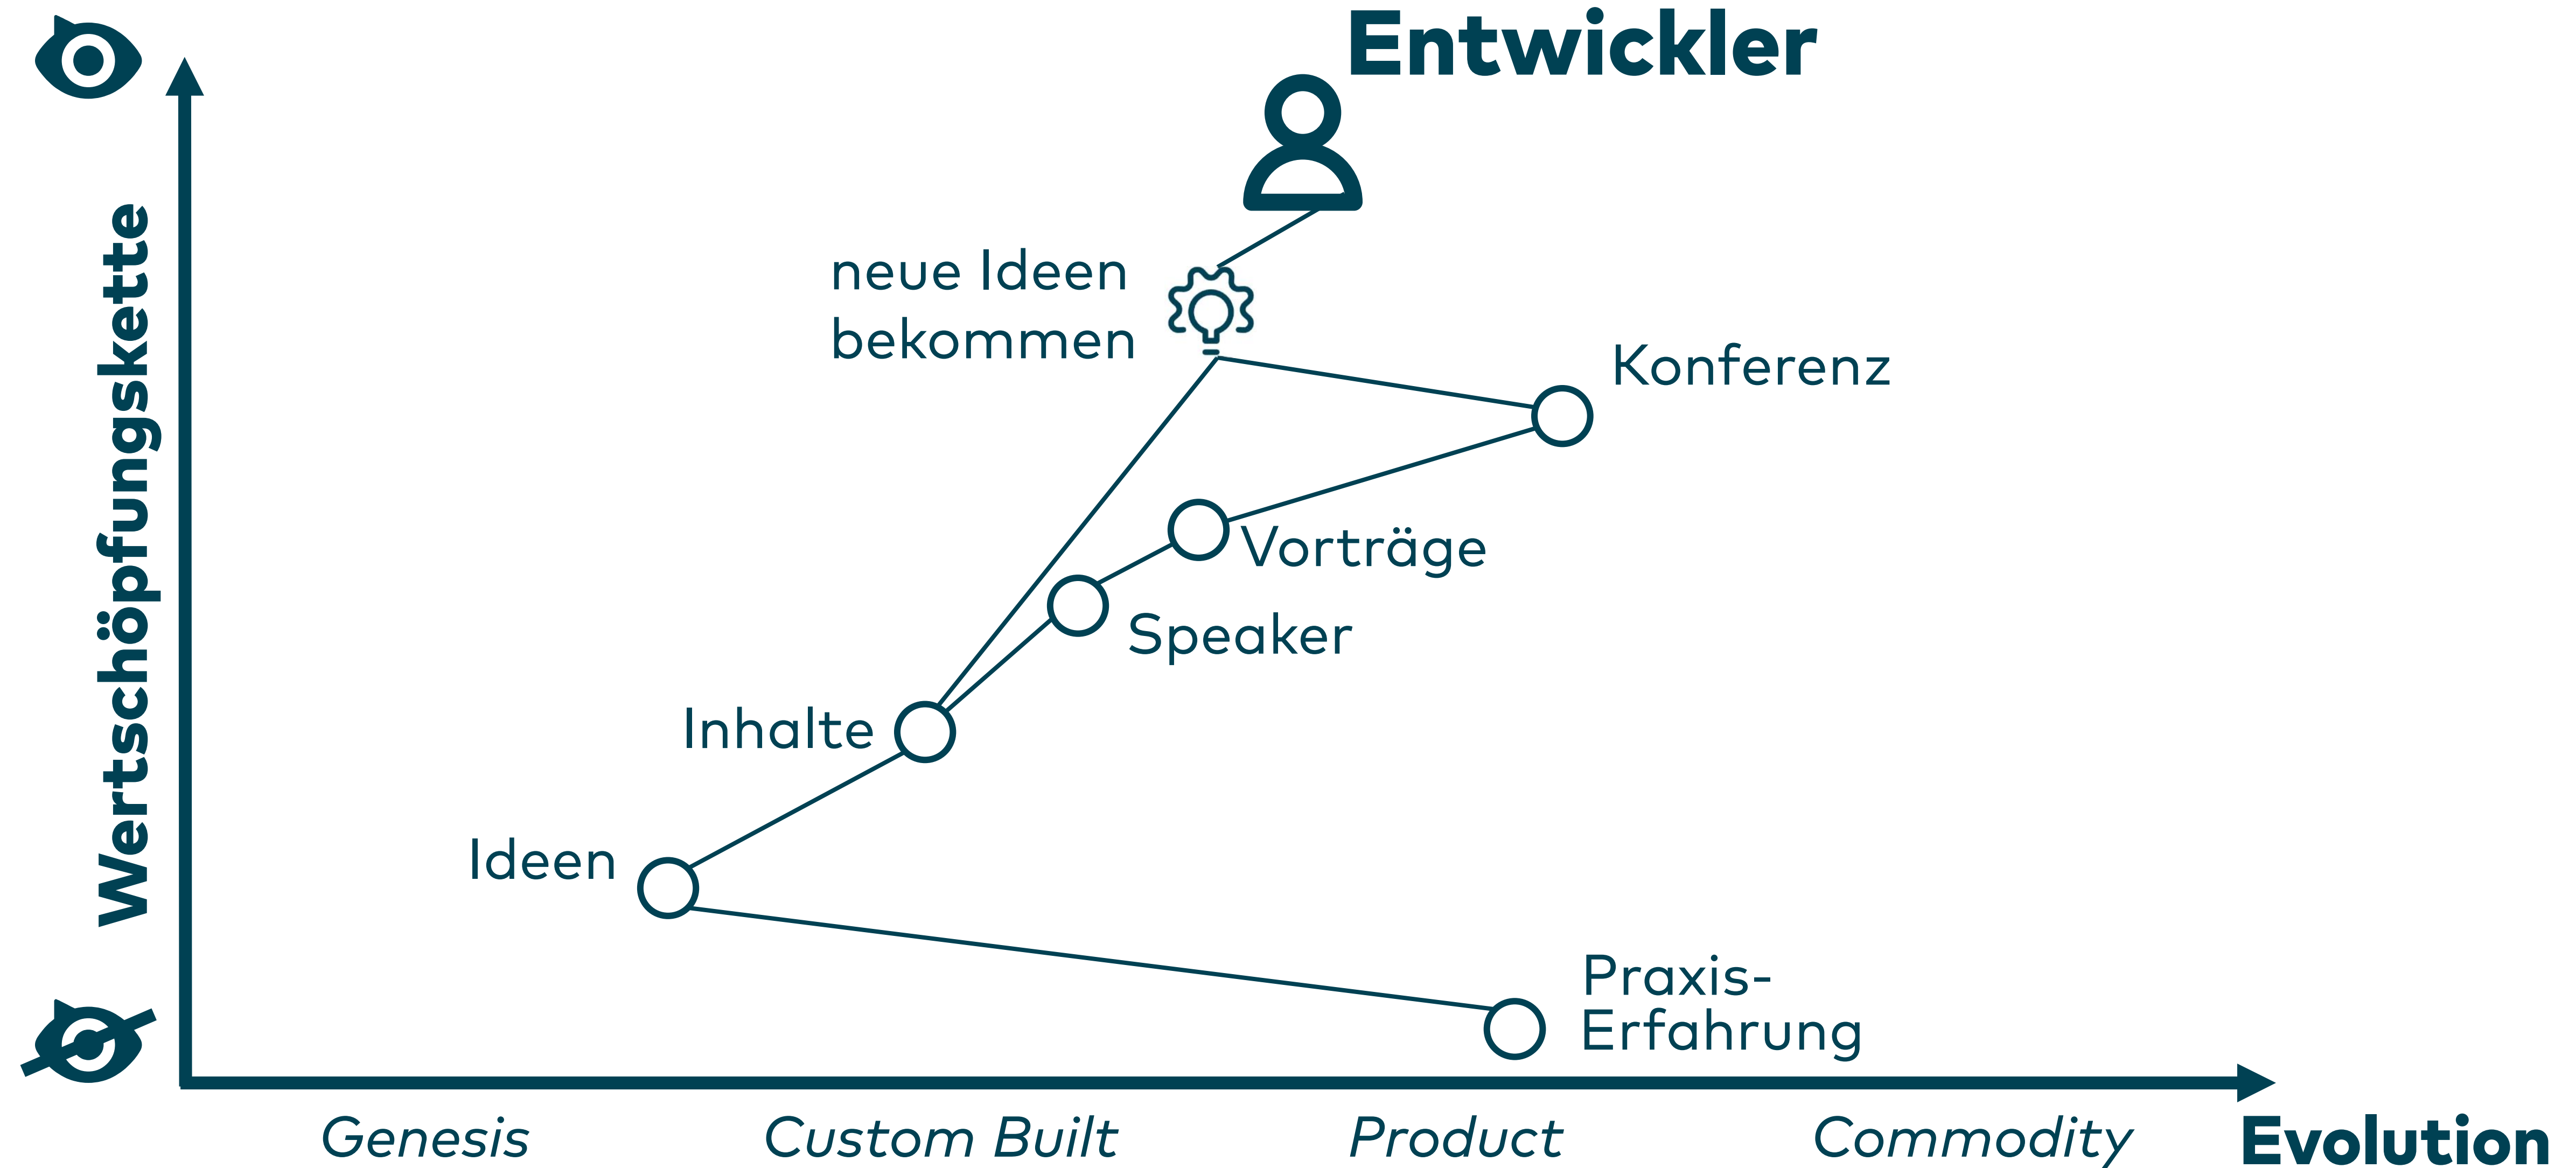 Entwickler
neue Ideen
bekommen
Konferenz
Vorträge
Speaker
Inhalte
Ideen
Praxis-
Erfahrung
Wertschöpfungskette
Genesis
Custom Built
Product
Commodity
Evolution